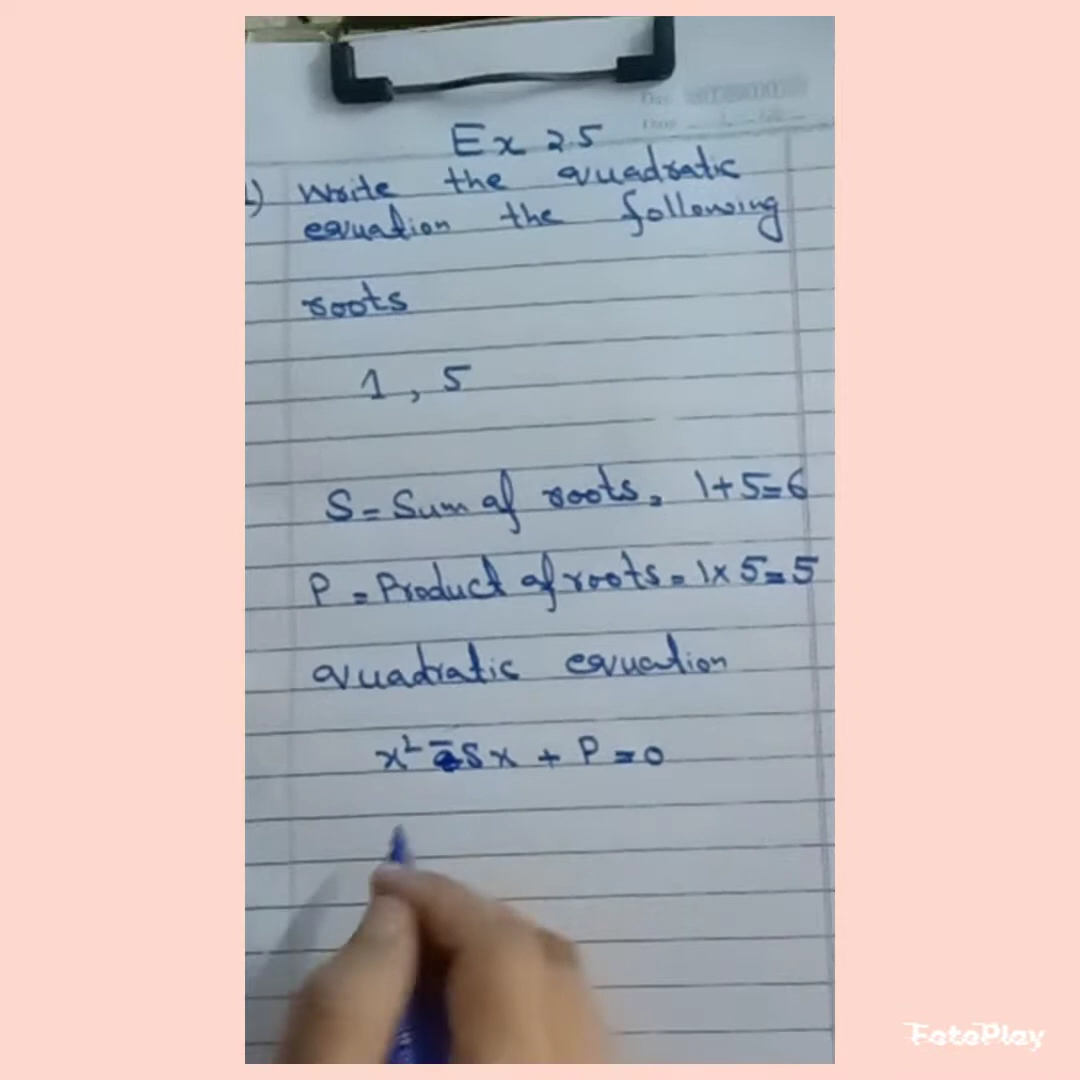 Ex 2.5
1) Write the quadratic
equation the following
roots
1 , 5
S = Sum of roots = 1+5=6
P = Product of roots = 1×5=5
quadratic equation
x² - Sx + P = 0
FotoPlay